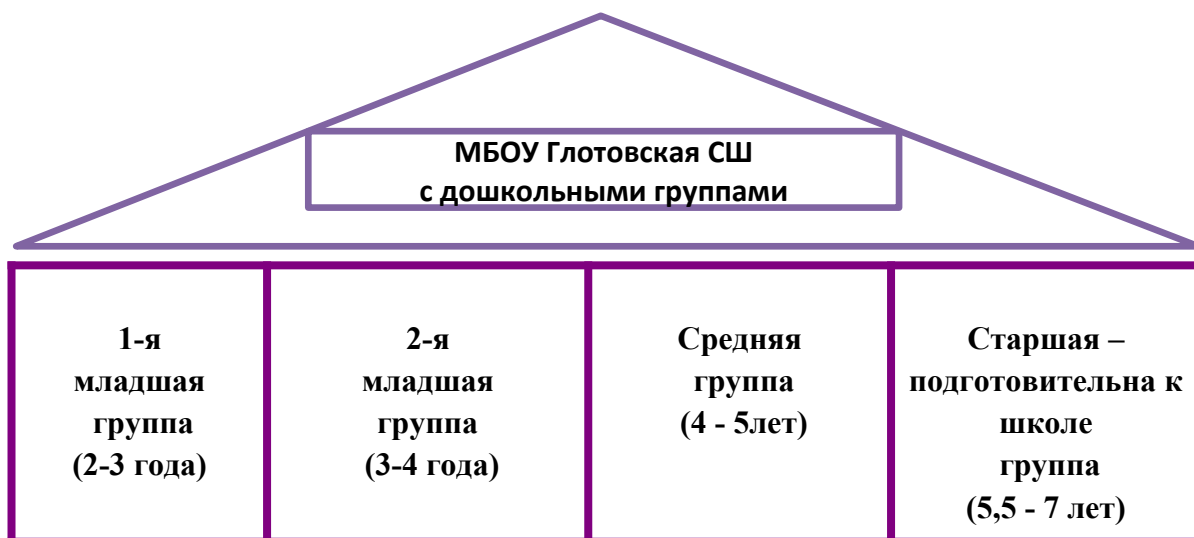 МБОУ Глотовская СШ
с дошкольными группами
1-я
младшая
группа
(2-3 года)
2-я
младшая
группа
(3-4 года)
Средняя
группа
(4 - 5лет)
Старшая –
подготовительна к
школе
группа
(5,5 - 7 лет)